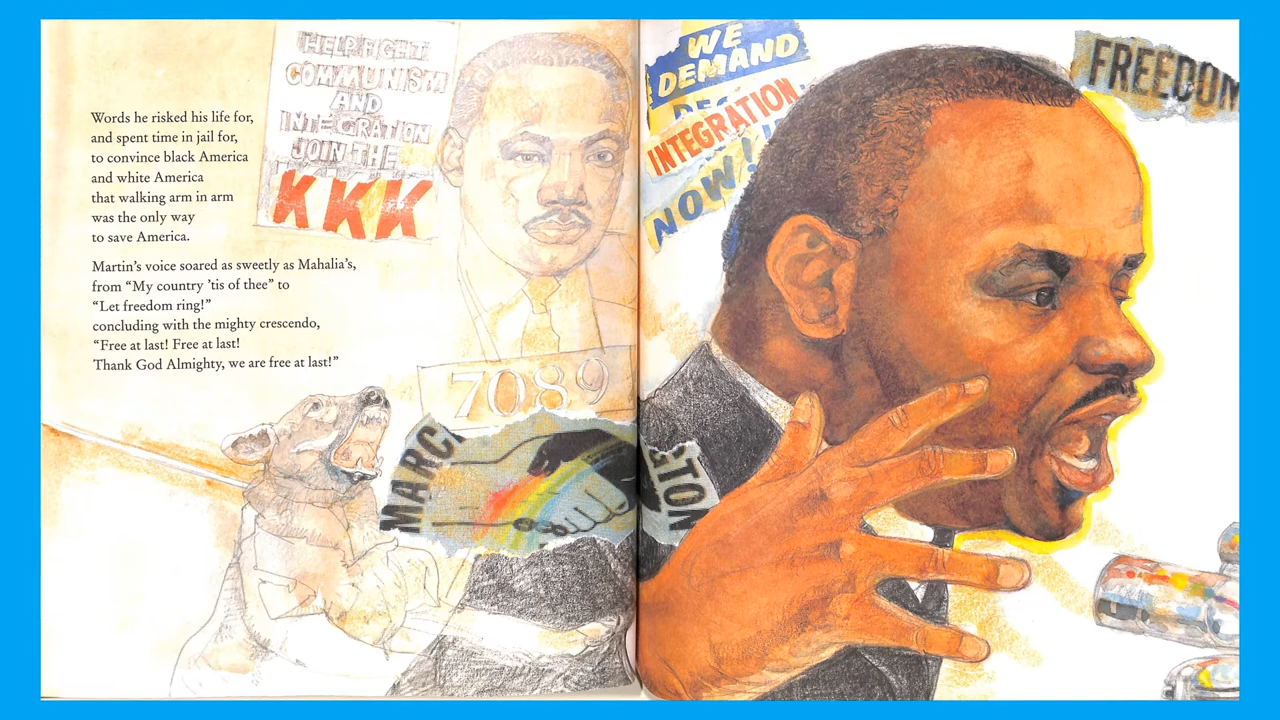 Words he risked his life for,
and spent time in jail for,
to convince black America
and white America
that walking arm in arm
was the only way
to save America.
Martin’s voice soared as sweetly as Mahalia’s,
from “My country ’tis of thee” to
“Let freedom ring!”
concluding with the mighty crescendo,
“Free at last! Free at last!
Thank God Almighty, we are free at last!”
HELP FIGHT
COMMUNISM
AND
INTEGRATION
JOIN THE
KKK
7089
MARCH
TON
WE
DEMAND
INTEGRATION
NOW!
FREEDOM